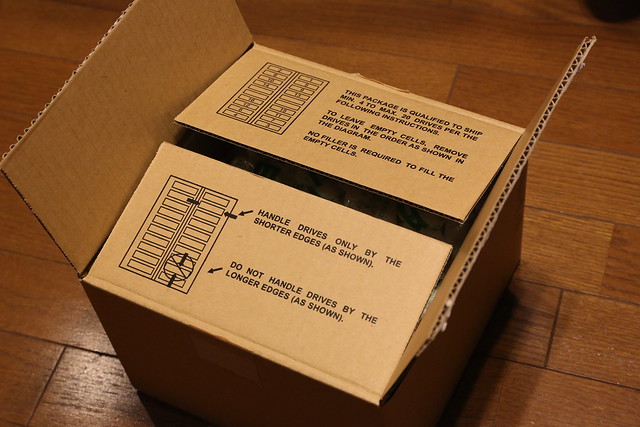 THIS PACKAGE IS QUALIFIED TO SHIP
MIN. 4 TO MAX. 20 DRIVES PER THE
FOLLOWING INSTRUCTIONS.
TO LEAVE EMPTY CELLS, REMOVE
DRIVES IN THE ORDER AS SHOWN IN
THE DIAGRAM.
NO FILLER IS REQUIRED TO FILL THE
EMPTY CELLS.
HANDLE DRIVES ONLY BY THE
SHORTER EDGES (AS SHOWN).
DO NOT HANDLE DRIVES BY THE
LONGER EDGES (AS SHOWN).